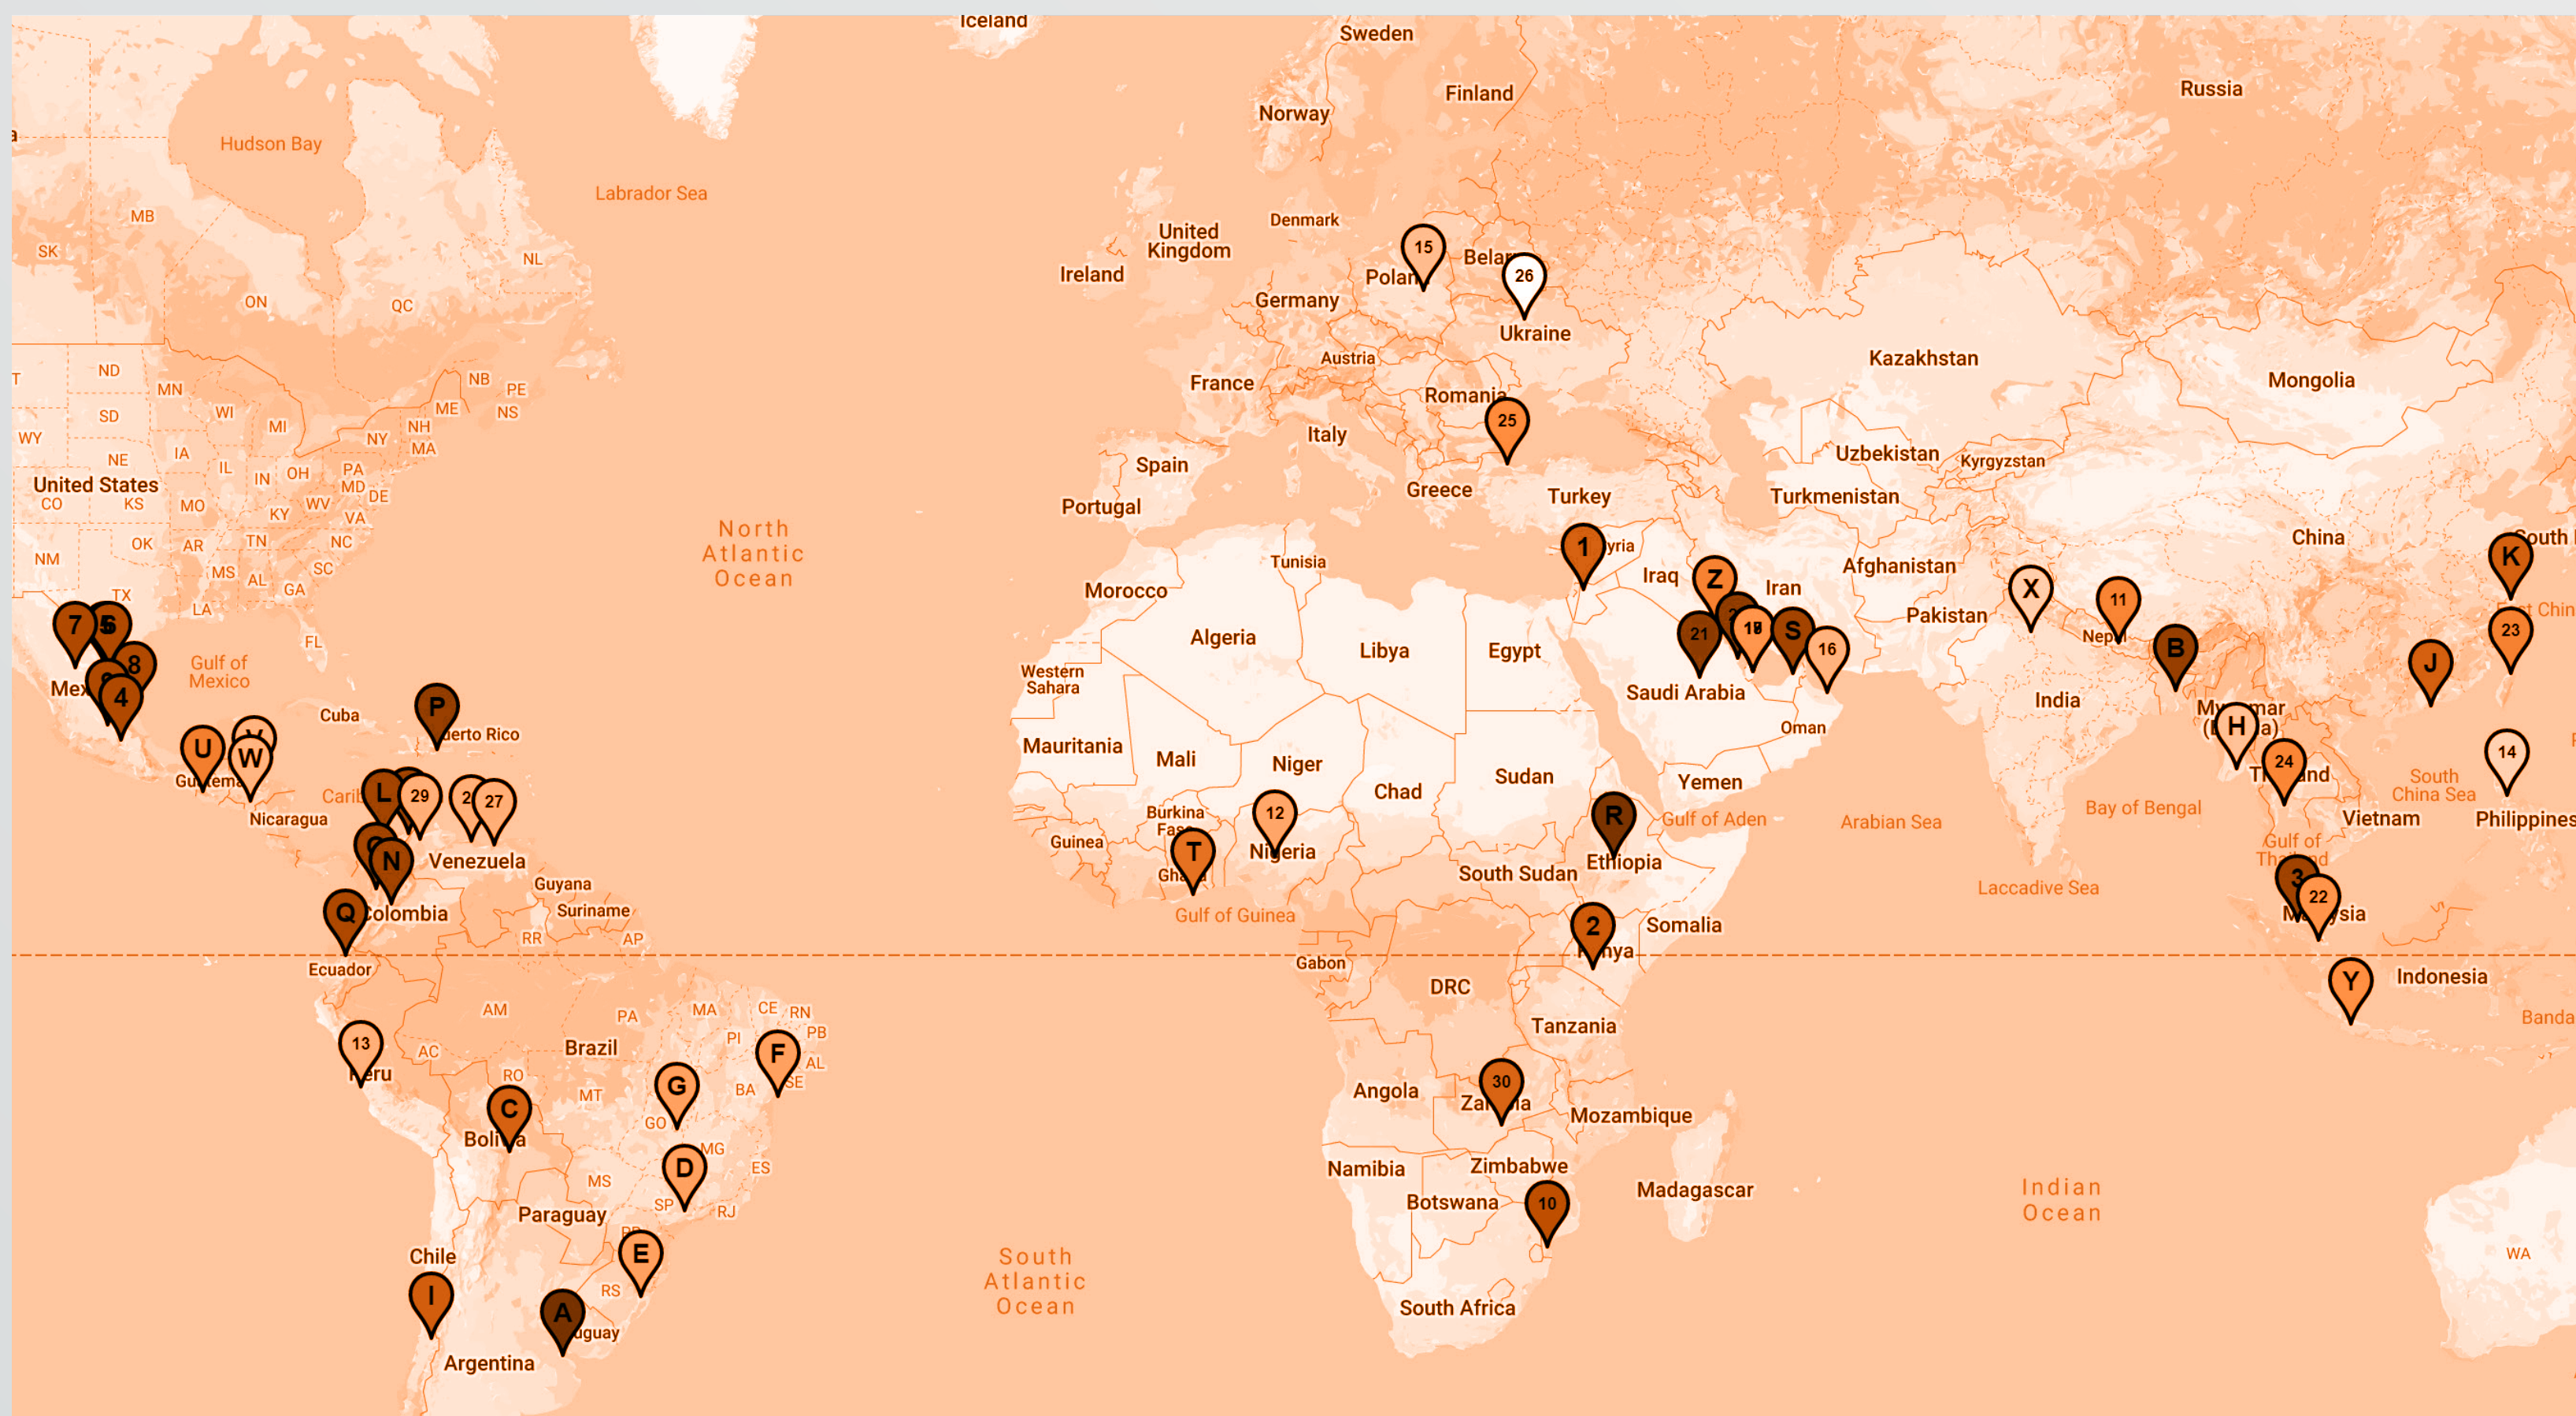 Iceland
Sweden
Finland
Norway
Russia
Hudson Bay
Labrador Sea
MB
SK
NL
ON
QC
Denmark
United
Kingdom
Ireland
15
26
Germany
Ukraine
Austria
Kazakhstan
Mongolia
ND
MN
NB
PE
ME
NS
SD
WI
MI
NH
NY
MA
WY
NE
IA
IL
IN
OH
PA
MD
DE
United States
CO
KS
MO
KY
WV
VA
France
Romania
25
Italy
Spain
Portugal
Greece
Turkey
Uzbekistan
Kyrgyzstan
Turkmenistan
China
NM
OK
AR
TN
NC
MS
AL
SC
GA
TX
LA
FL
North
Atlantic
Ocean
Tunisia
Morocco
1
Iraq
Z
Iran
Afghanistan
Pakistan
X
11
B
K
23
J
7
6
8
4
Gulf of
Mexico
Cuba
P
U
W
Algeria
Libya
Egypt
21
S
16
Saudi Arabia
India
Western
Sahara
Mauritania
Mali
Niger
Chad
Sudan
Oman
Yemen
H
24
14
South
China Sea
Vietnam
Bay of Bengal
Arabian Sea
Gulf of Aden
Nicaragua
L
29
27
Venezuela
N
Q
Guyana
Suriname
Ecuador
RR
AP
Burkina
Guinea
T
12
Gulf of Guinea
R
Ethiopia
South Sudan
Somalia
2
Laccadive Sea
Gulf of
3
22
Y
Indonesia
Gabon
DRC
Tanzania
AM
PA
MA
CE
RN
PB
PI
AL
SE
BA
F
G
13
AC
Brazil
RO
MT
C
GO
MG
D
ES
MS
SP
RJ
Paraguay
Chile
E
RS
I
A
Argentina
South
Atlantic
Ocean
Angola
30
Mozambique
Namibia
Zimbabwe
Botswana
10
Madagascar
South Africa
Indian
Ocean
WA